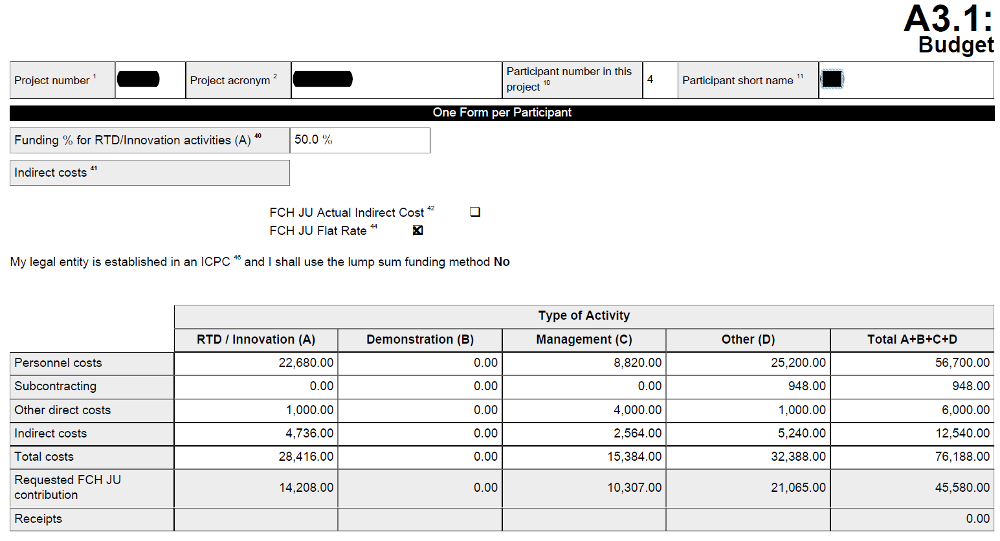 A3.1:
Budget
Project number 1
Project acronym 2
Participant number in this
project 10
4
Participant short name 11
One Form per Participant
Funding % for RTD/Innovation activities (A) 40 50.0 %
Indirect costs 41
FCH JU Actual Indirect Cost 42 ❑
FCH JU Flat Rate 44 ☒
My legal entity is established in an ICPC 46 and I shall use the lump sum funding method No
Type of Activity
RTD / Innovation (A) Demonstration (B) Management (C) Other (D) Total A+B+C+D
Personnel costs 22,680.00 0.00 8,820.00 25,200.00 56,700.00
Subcontracting 0.00 0.00 0.00 948.00 948.00
Other direct costs 1,000.00 0.00 4,000.00 1,000.00 6,000.00
Indirect costs 4,736.00 0.00 2,564.00 5,240.00 12,540.00
Total costs 28,416.00 0.00 15,384.00 32,388.00 76,188.00
Requested FCH JU
contribution 14,208.00 0.00 10,307.00 21,065.00 45,580.00
Receipts 0.00